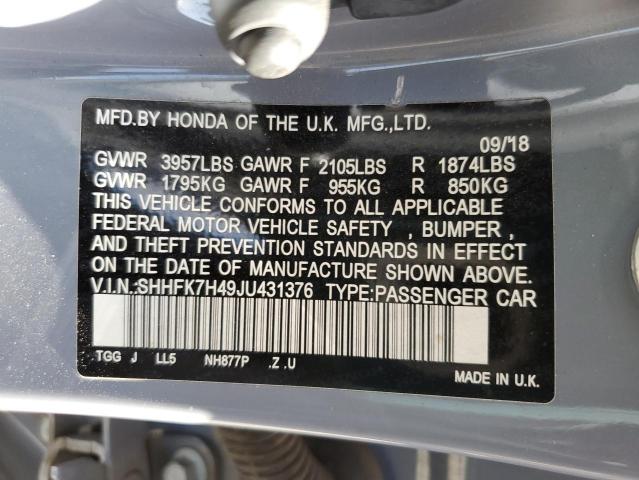 MFD.BY HONDA OF THE U.K. MFG.,LTD.
09/18
GVWR 3957LBS GAWR F 2105LBS R 1874LBS
GVWR 1795KG GAWR F 955KG R 850KG
THIS VEHICLE CONFORMS TO ALL APPLICABLE
FEDERAL MOTOR VEHICLE SAFETY , BUMPER ,
AND THEFT PREVENTION STANDARDS IN EFFECT
ON THE DATE OF MANUFACTURE SHOWN ABOVE.
V.I.N.:SHHFK7H49JU431376 TYPE:PASSENGER CAR
TGG J LL5 NH877P .Z .U
MADE IN U.K.